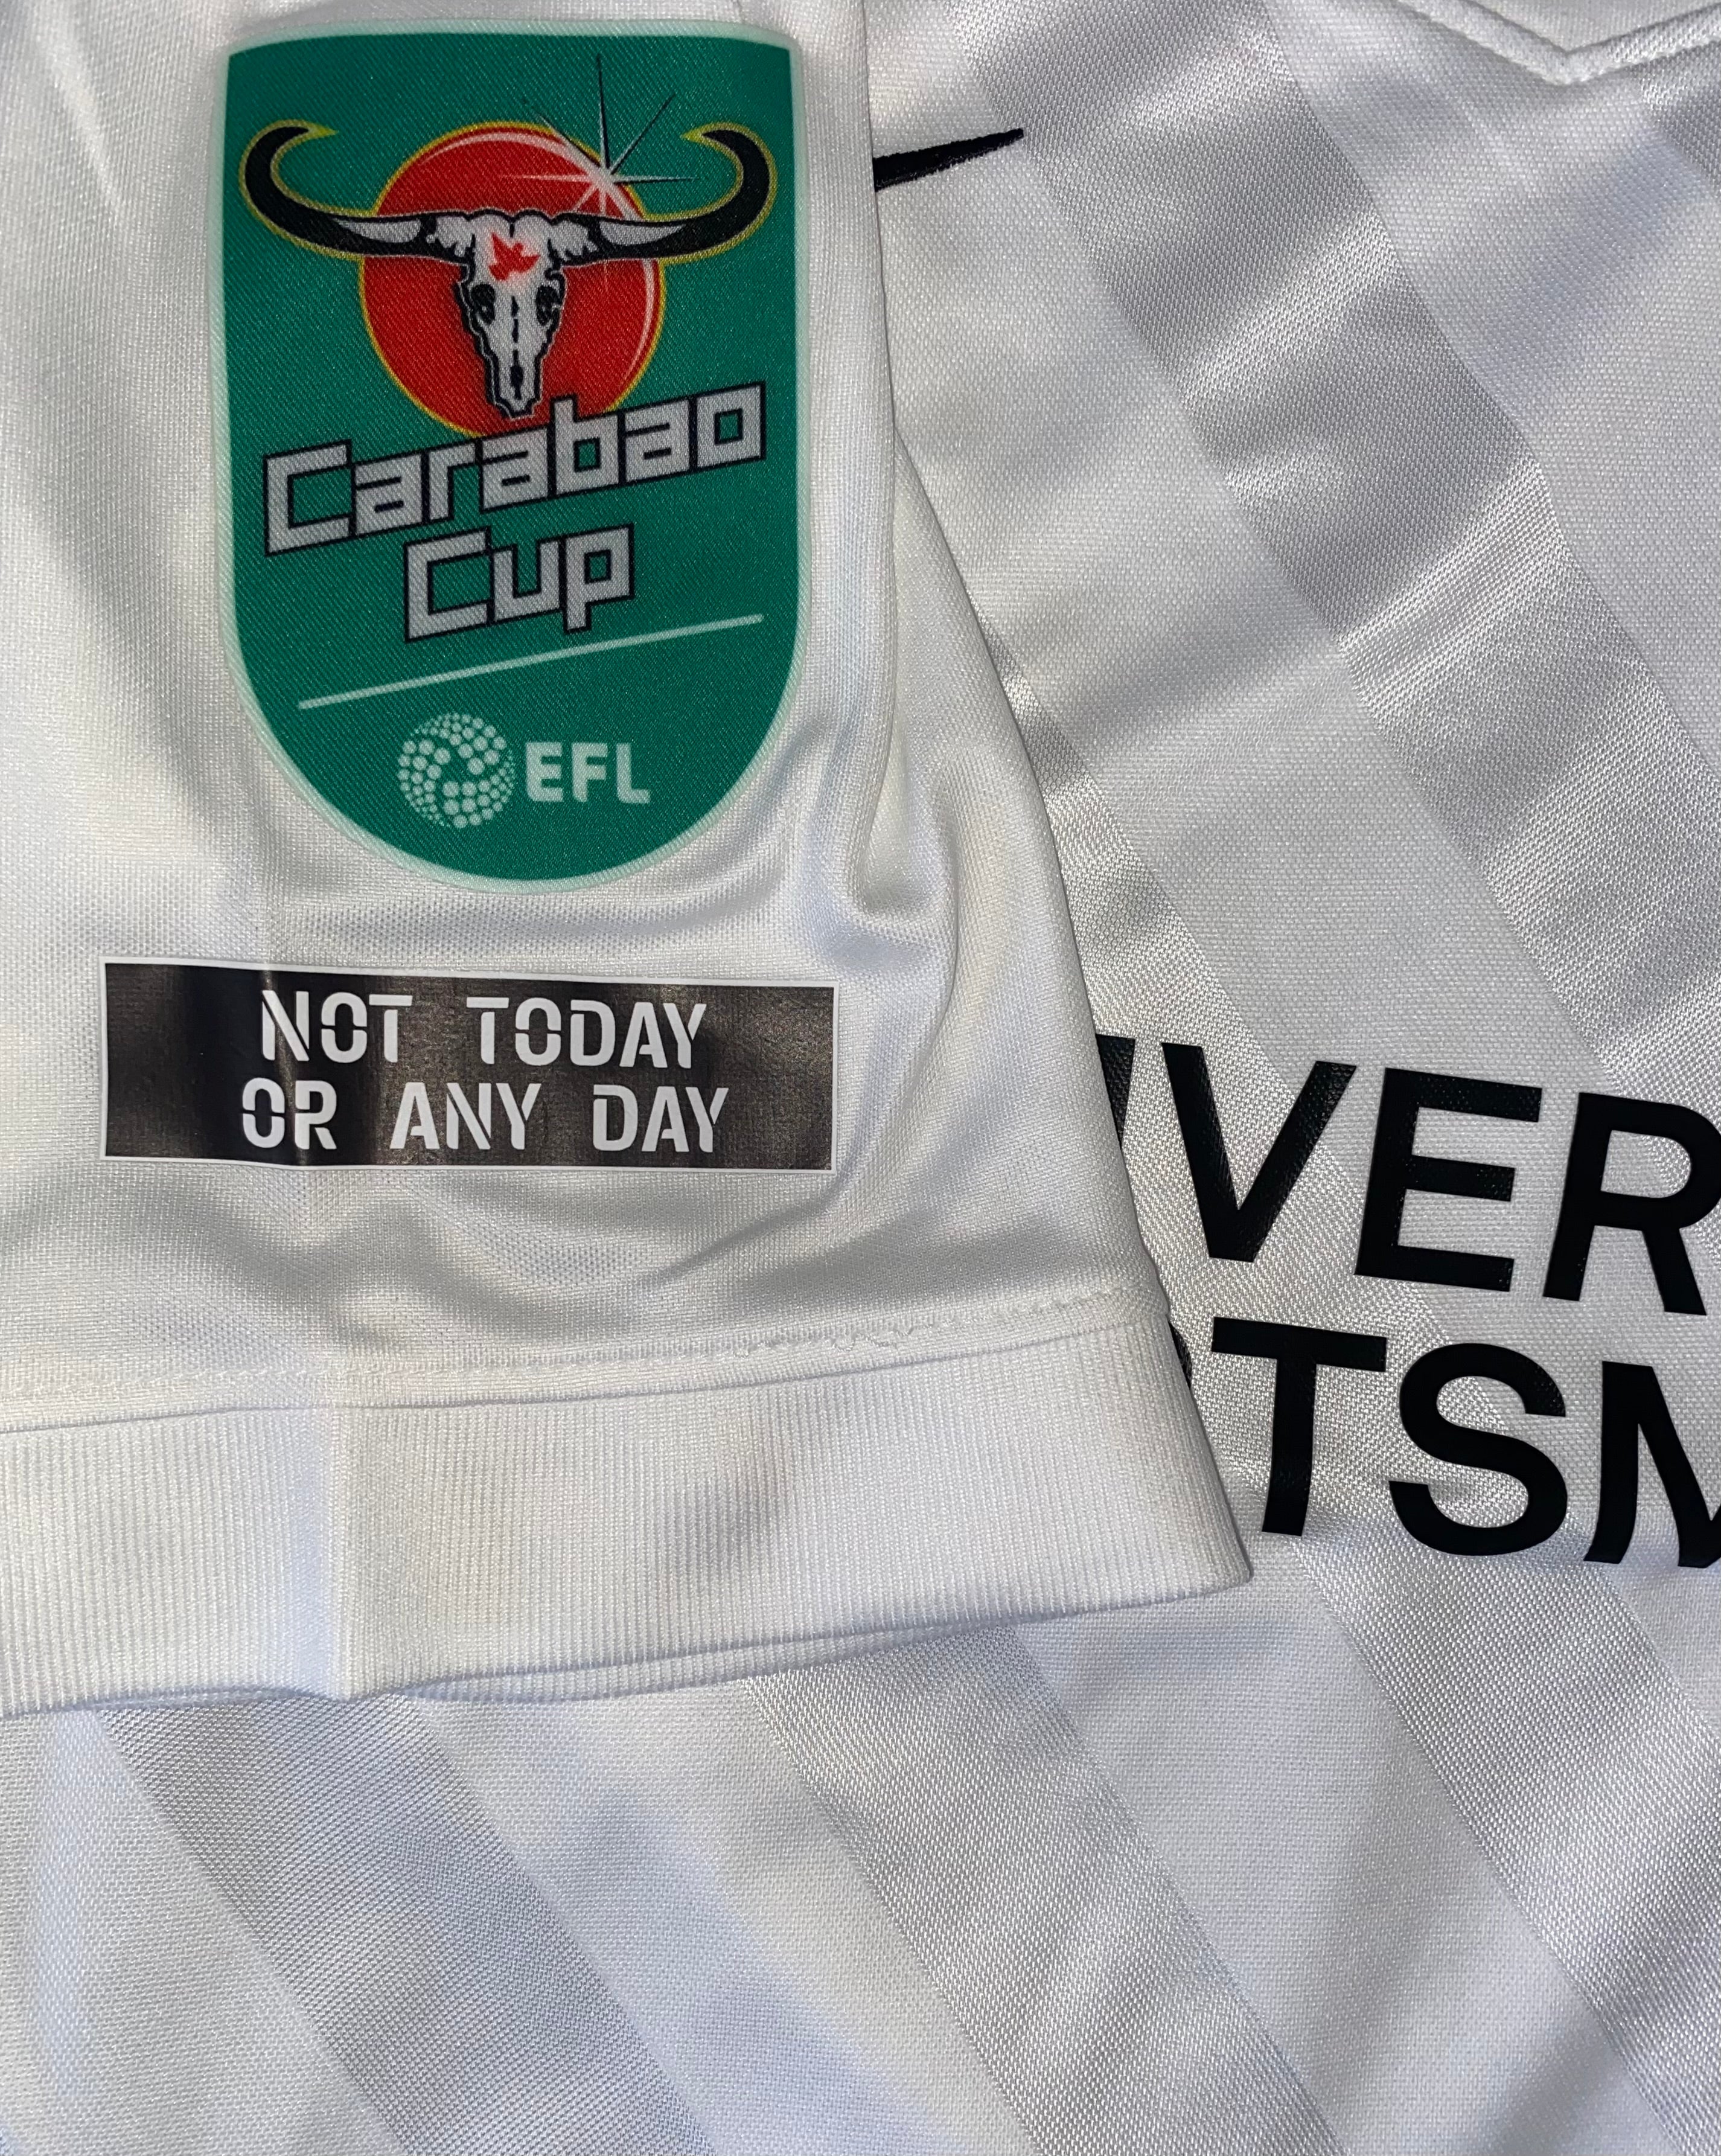 Carabao
Cup
EFL
NOT TODAY
OR ANY DAY
VER
TSM